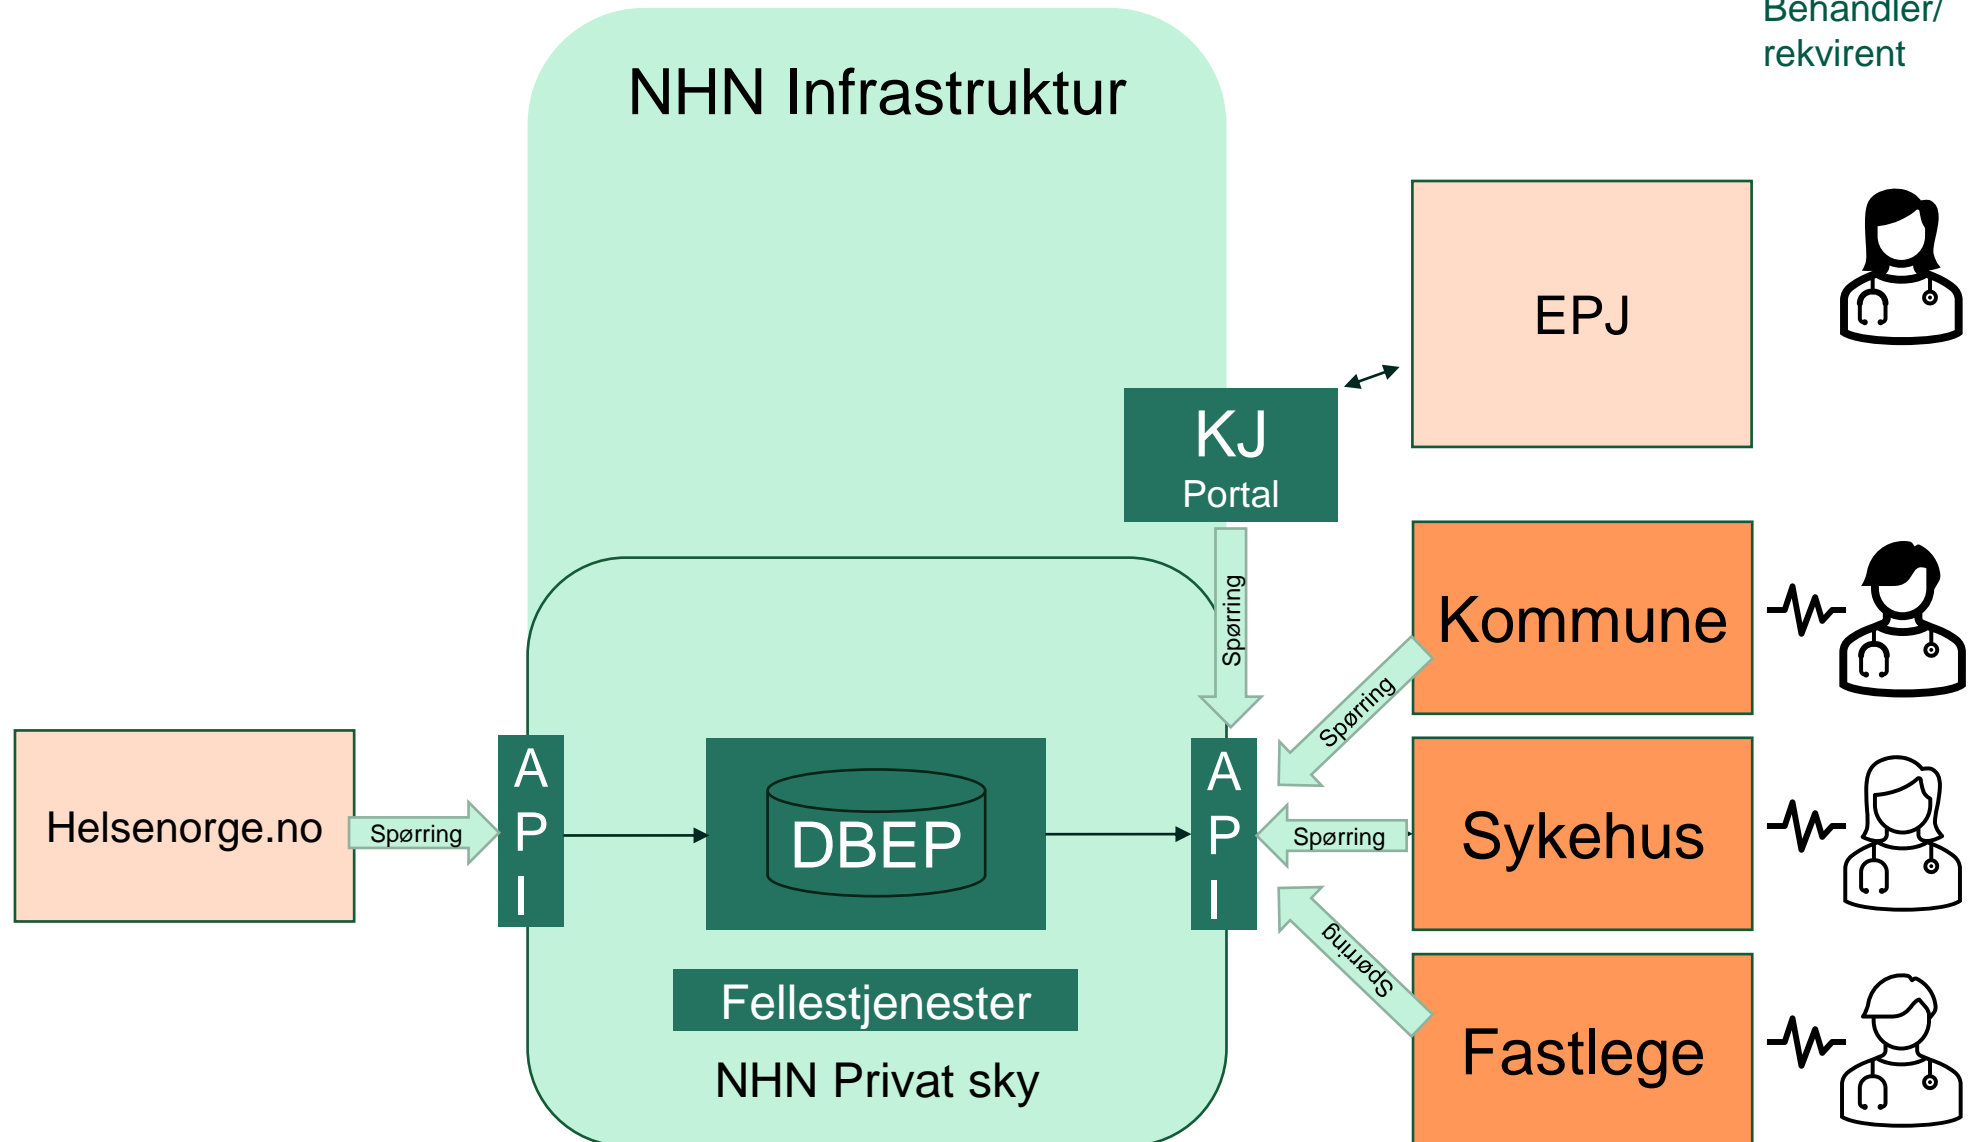 Behandler/
rekvirent
NHN Infrastruktur
EPJ
KJ
Portal
Spørring
Kommune
Spørring
Helsenorge.no
Spørring
A
P
I
DBEP
A
P
I
Spørring
Sykehus
Spørring
Fellestjenester
NHN Privat sky
Fastlege